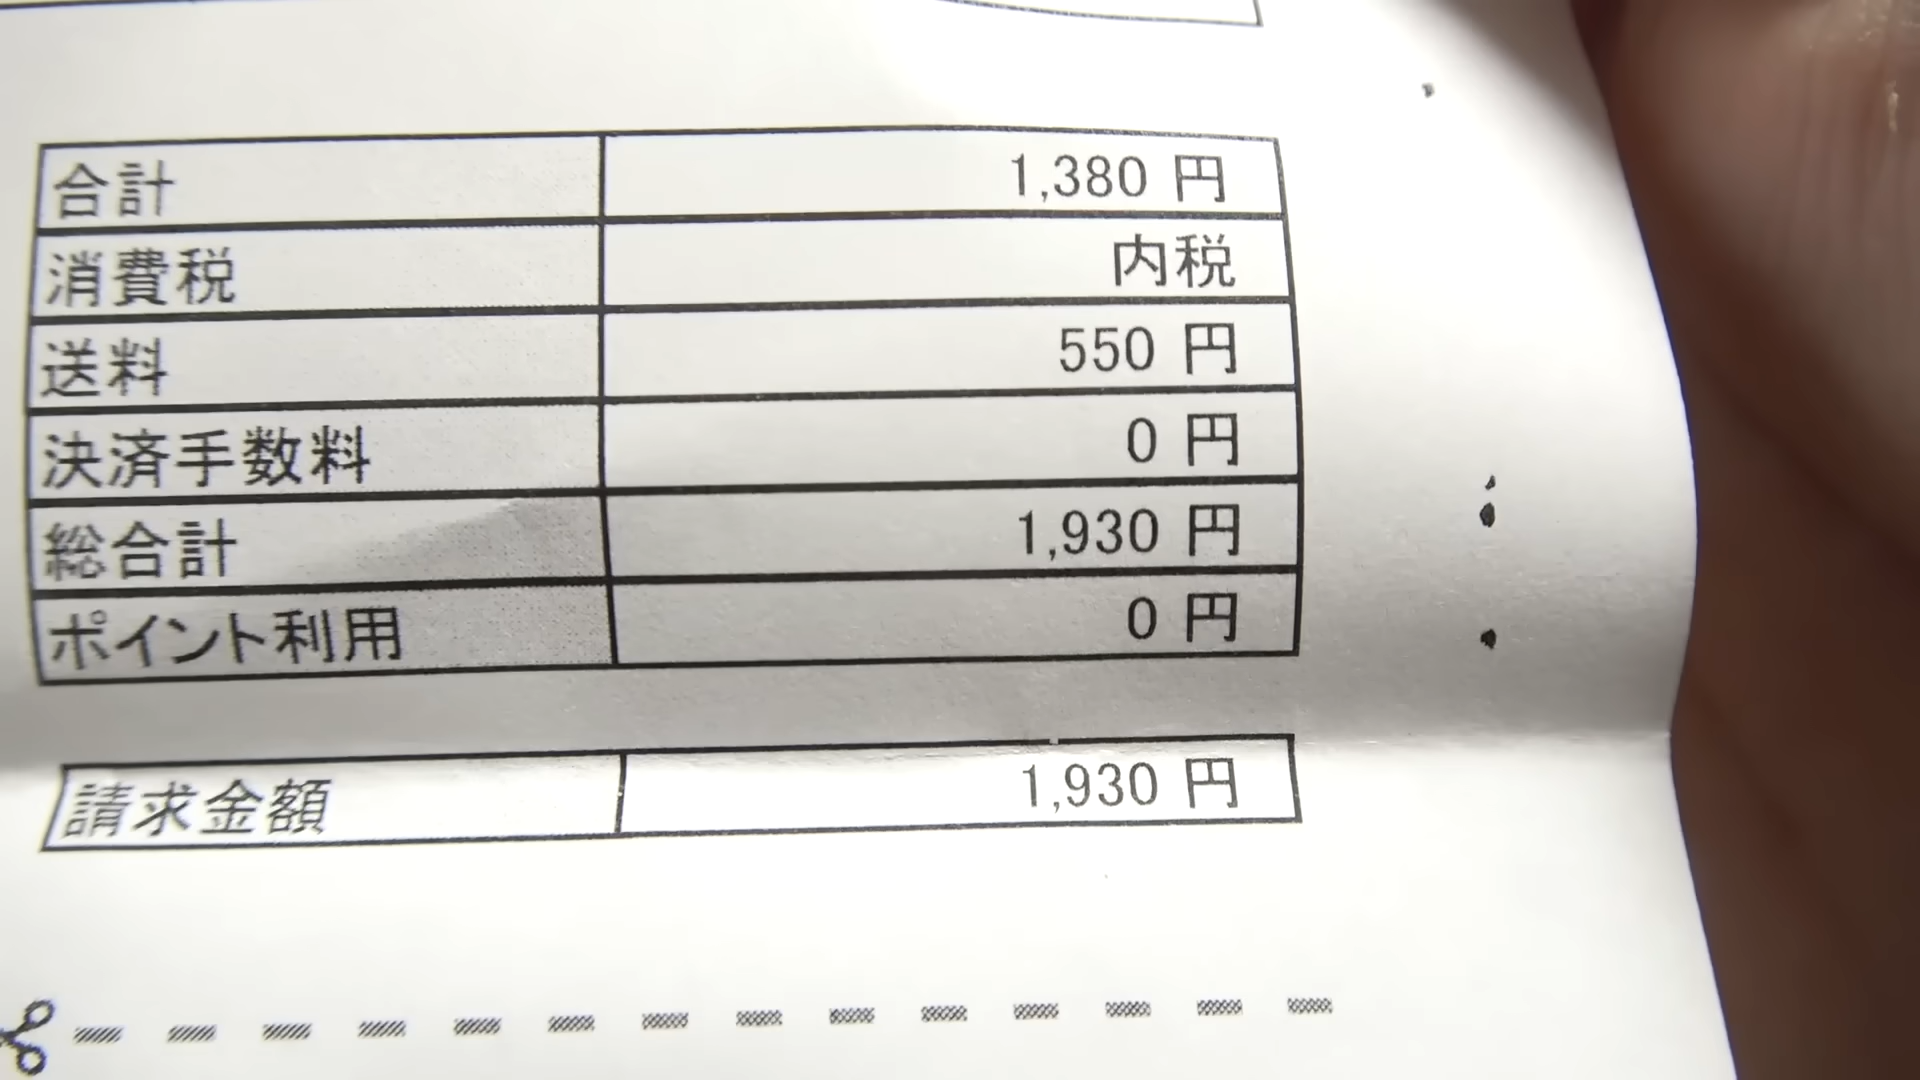 合計 1,380 円
消費税 内税
送料 550 円
決済手数料 0 円
総合計 1,930 円
ポイント利用 0 円
請求金額 1,930 円